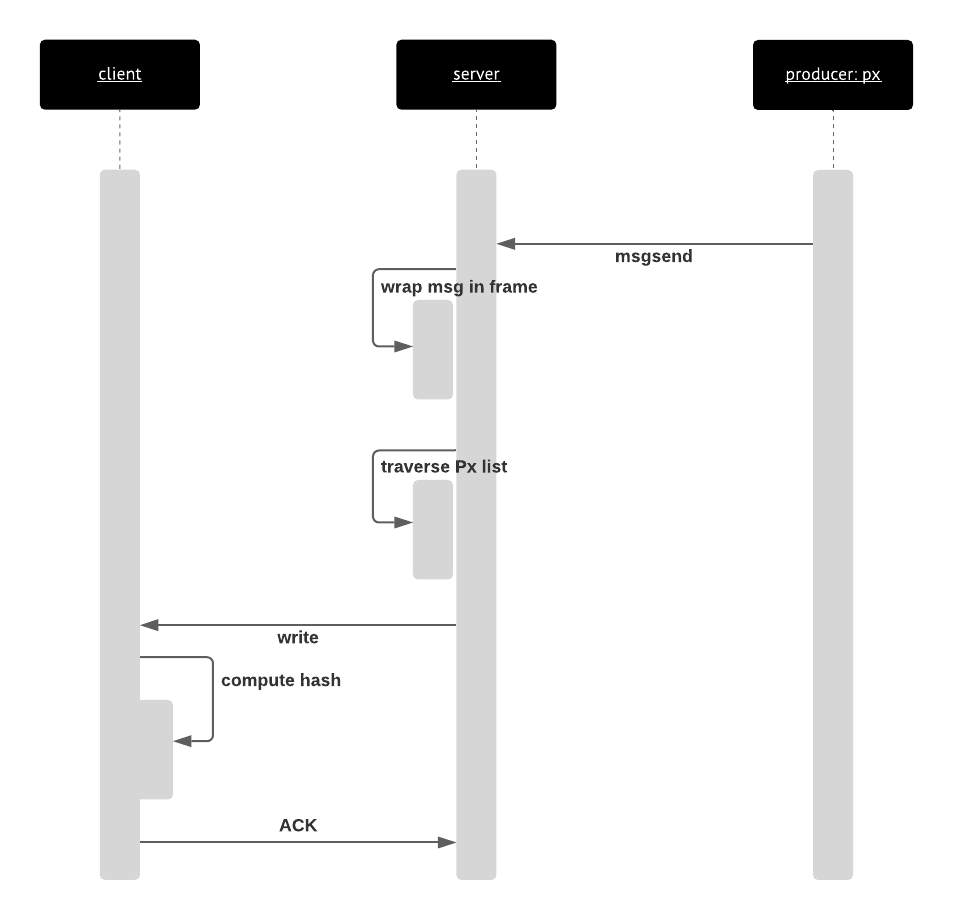 client
server
producer: px
msgsend
wrap msg in frame
traverse Px list
write
compute hash
ACK